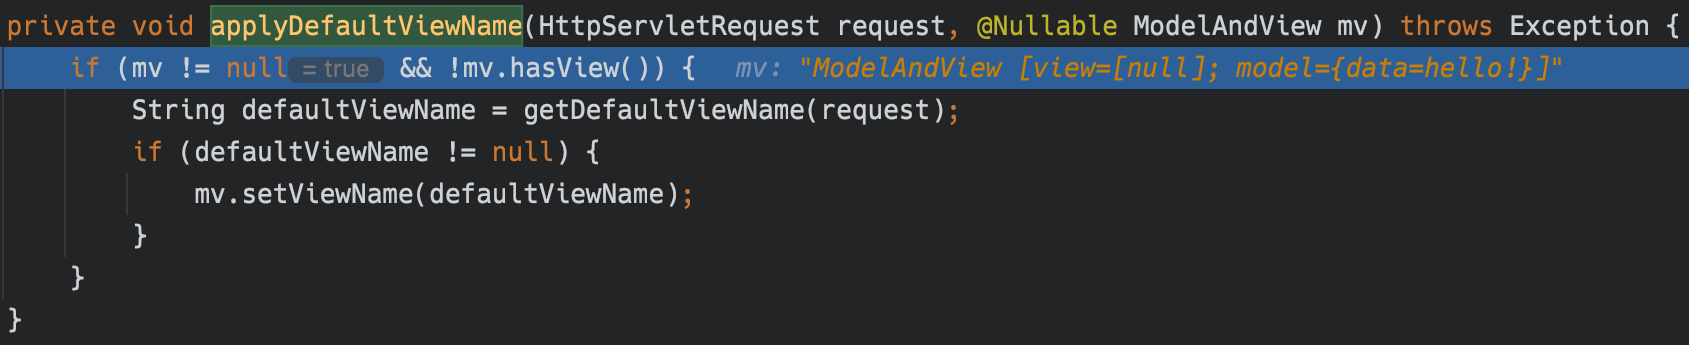 private void applyDefaultViewName(HttpServletRequest request, @Nullable ModelAndView mv) throws Exception {
if (mv != null = true && !mv.hasView()) { mv: "ModelAndView [view=[null]; model={data=hello!}]"
String defaultViewName = getDefaultViewName(request);
if (defaultViewName != null) {
mv.setViewName(defaultViewName);
}
}
}